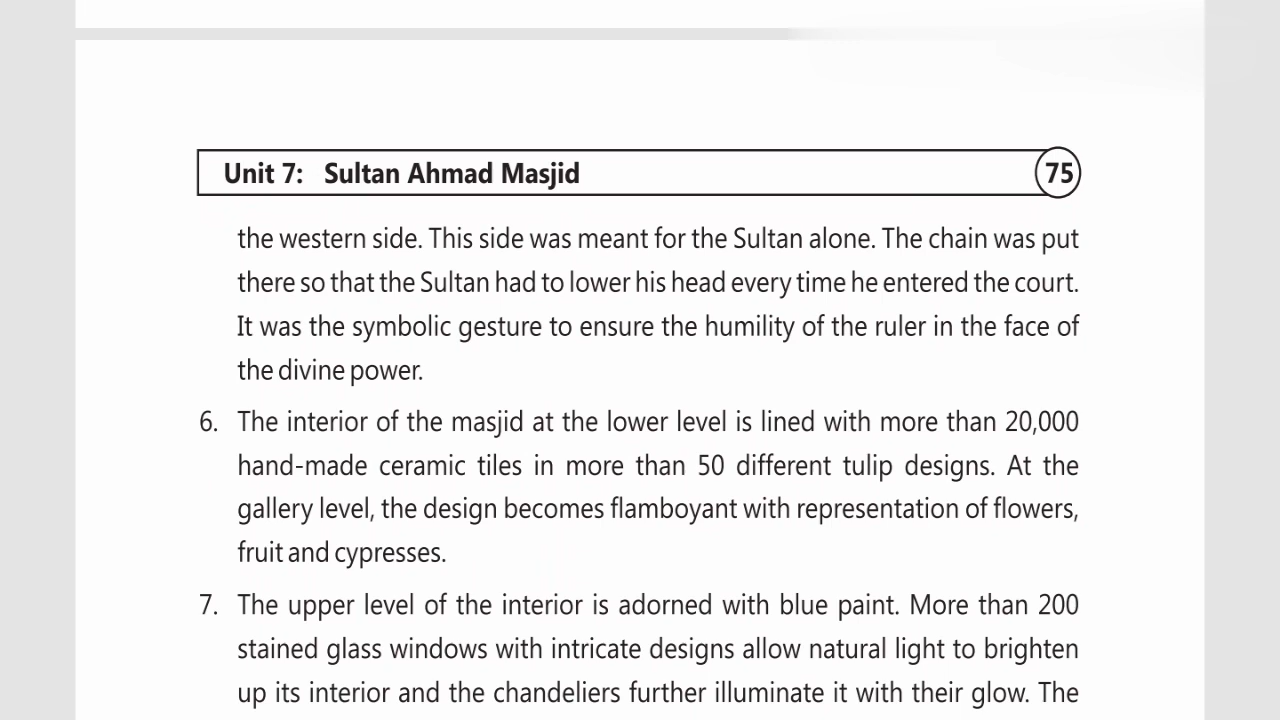 Unit 7: Sultan Ahmad Masjid 75
the western side. This side was meant for the Sultan alone. The chain was put
there so that the Sultan had to lower his head every time he entered the court.
It was the symbolic gesture to ensure the humility of the ruler in the face of
the divine power.
6. The interior of the masjid at the lower level is lined with more than 20,000
hand-made ceramic tiles in more than 50 different tulip designs. At the
gallery level, the design becomes flamboyant with representation of flowers,
fruit and cypresses.
7. The upper level of the interior is adorned with blue paint. More than 200
stained glass windows with intricate designs allow natural light to brighten
up its interior and the chandeliers further illuminate it with their glow. The